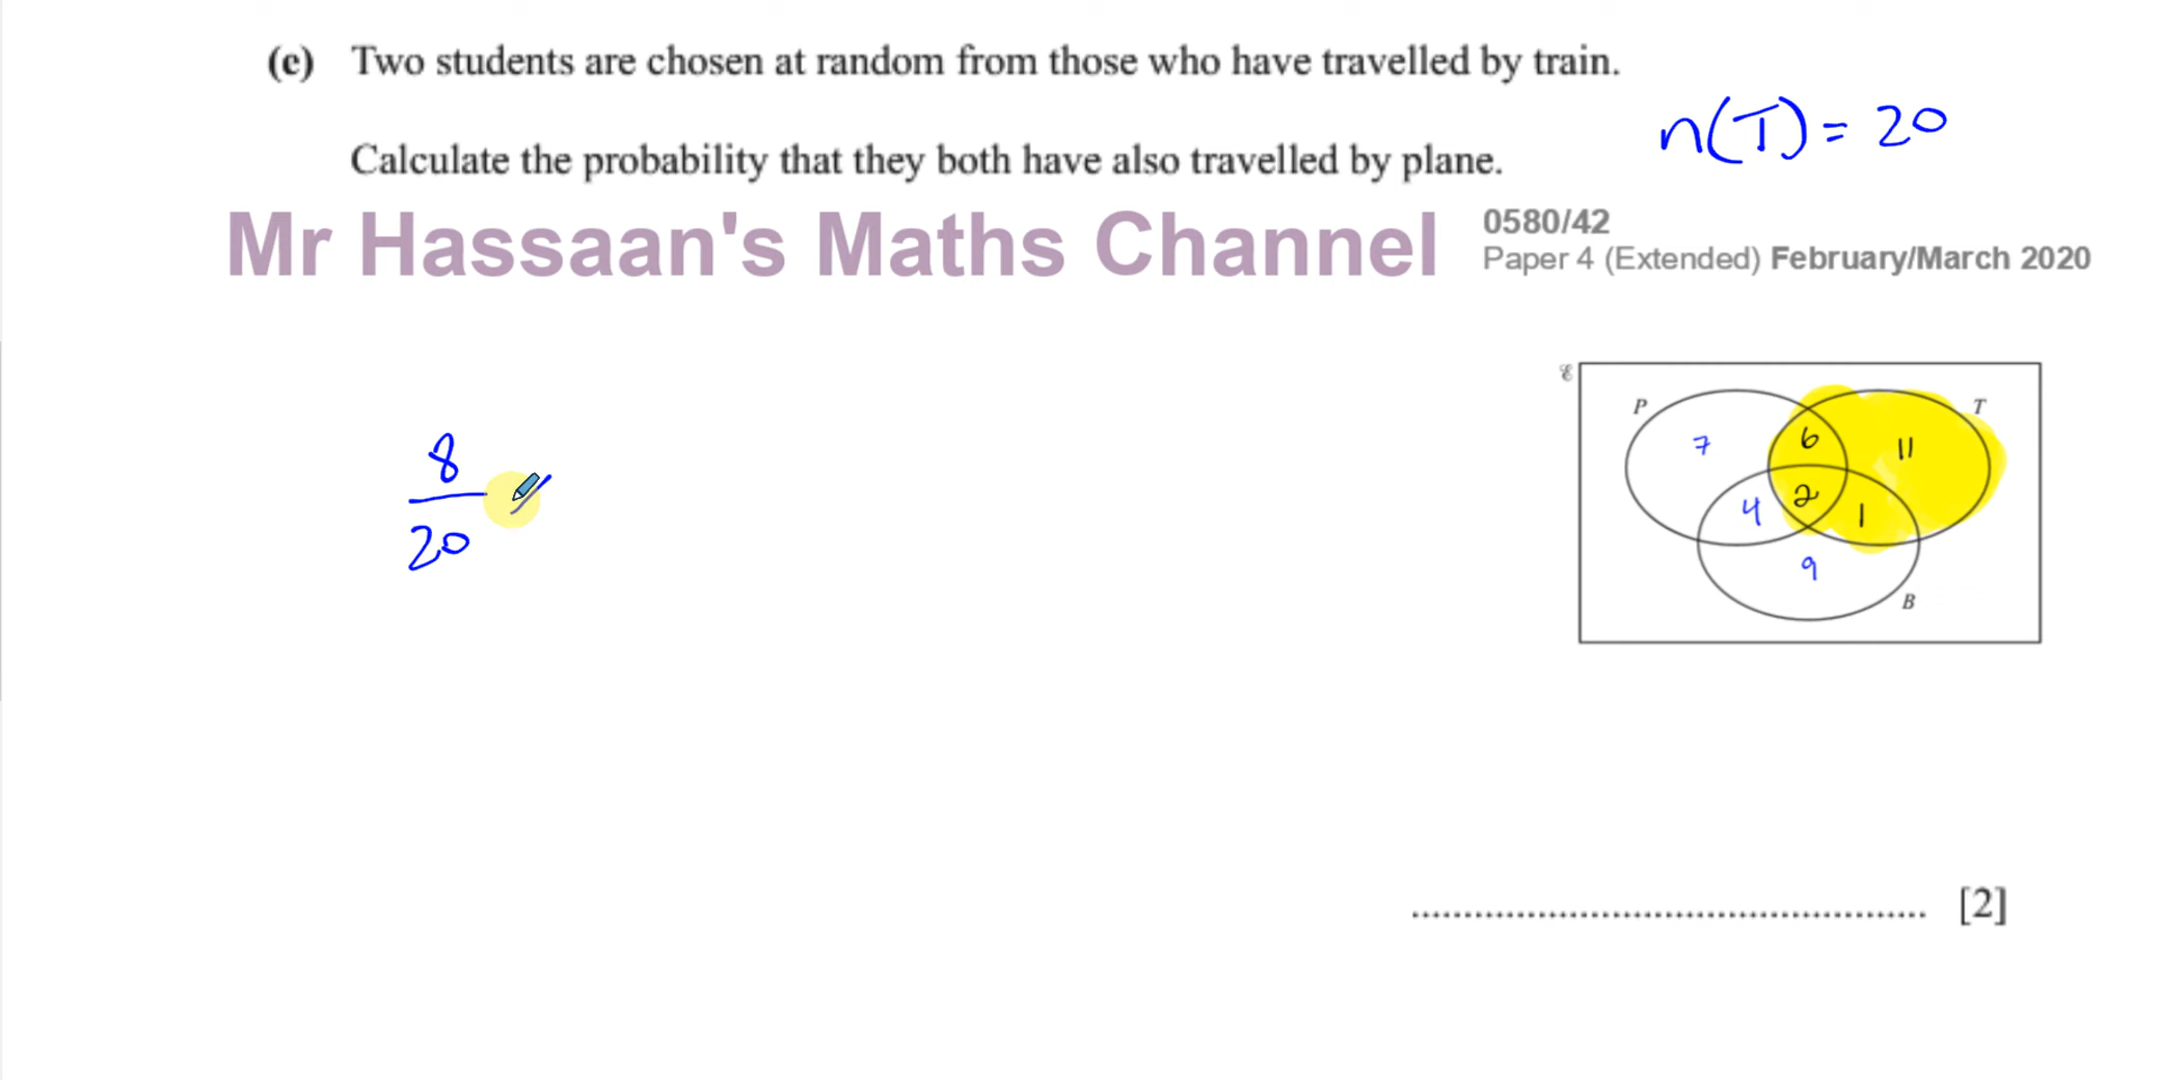 (c) Two students are chosen at random from those who have travelled by train.
n(T) = 20
Calculate the probability that they both have also travelled by plane.
Mr Hassaan's Maths Channel
0580/42
Paper 4 (Extended) February/March 2020
ℰ
P
T
7
6
11
4
2
1
9
B
8
20
[2]